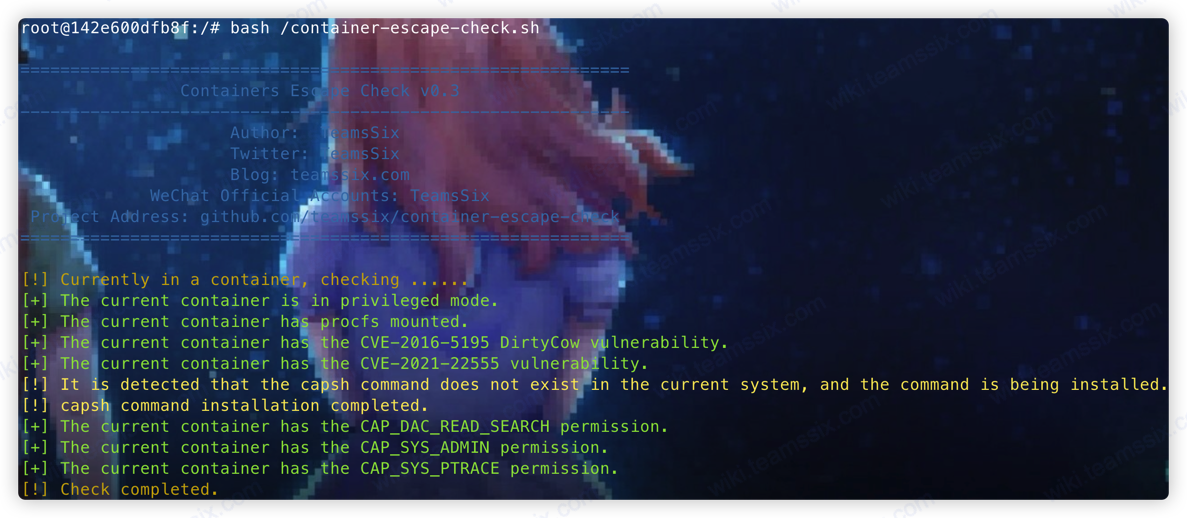 root@142e600dfb8f:/# bash /container-escape-check.sh
=============================================================
Containers Escape Check v0.3
=============================================================
Author:  TeamsSix
Twitter: TeamsSix
Blog: teamssix.com
WeChat Official Accounts: TeamsSix
Project Address: github.com/teamssix/container-escape-check
=============================================================
[!] Currently in a container, checking ......
[+] The current container is in privileged mode.
[+] The current container has procfs mounted.
[+] The current container has the CVE-2016-5195 DirtyCow vulnerability.
[+] The current container has the CVE-2021-22555 vulnerability.
[!] It is detected that the capsh command does not exist in the current system, and the command is being installed.
[!] capsh command installation completed.
[+] The current container has the CAP_DAC_READ_SEARCH permission.
[+] The current container has the CAP_SYS_ADMIN permission.
[+] The current container has the CAP_SYS_PTRACE permission.
[!] Check completed.
wiki.teamssix.com